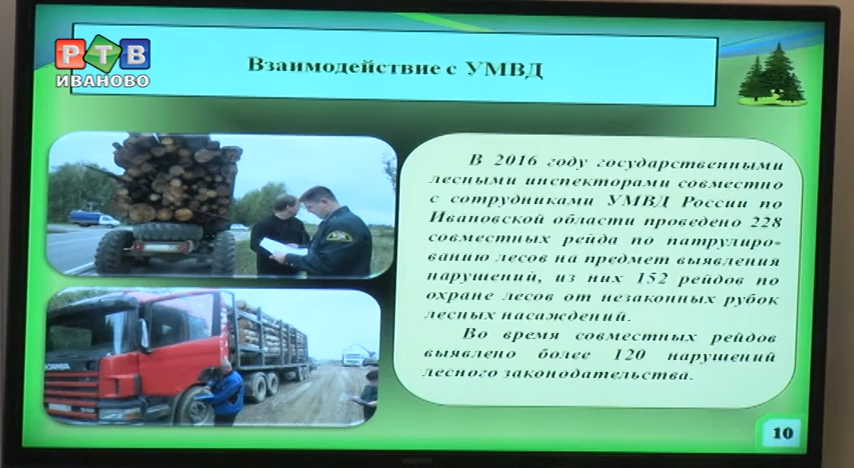 РТВ
ИВАНОВО
Взаимодействие с УМВД
В 2016 году государственными
лесными инспекторами совместно
с сотрудниками УМВД России по
Ивановской области проведено 228
совместных рейда по патрулиро-
ванию лесов на предмет выявления
нарушений, из них 152 рейдов по
охране лесов от незаконных рубок
лесных насаждений.
Во время совместных рейдов
выявлено более 120 нарушений
лесного законодательства.
SCANIA
10